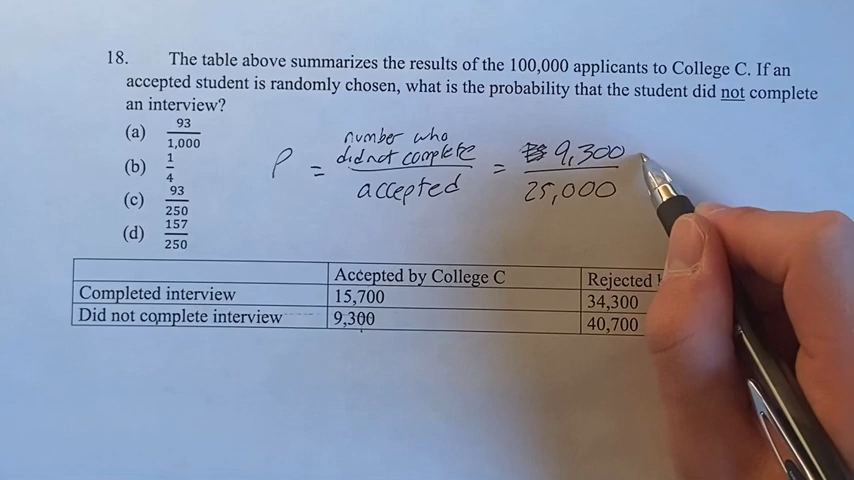 18. The table above summarizes the results of the 100,000 applicants to College C. If an
accepted student is randomly chosen, what is the probability that the student did not complete
an interview?
(a) 93/1,000
(b) 1/4
(c) 93/250
(d) 157/250
P = number who did not complete / accepted = 9,300 / 25,000
Accepted by College C Rejected
Completed interview 15,700 34,300
Did not complete interview 9,300 40,700